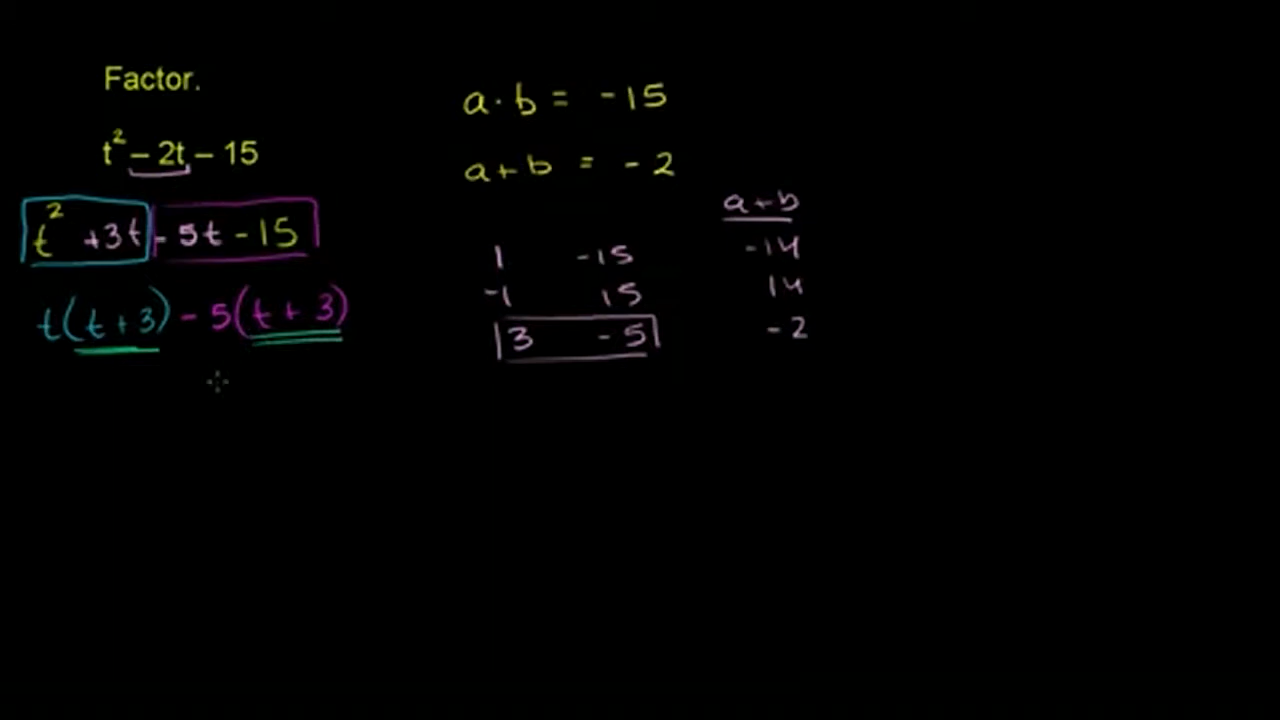 Factor.
t² – 2t – 15
t² +3t - 5t - 15
t(t+3) - 5(t+3)
a · b = -15
a+b = -2
a+b
1 -15 -14
-1 15 14
3 -5 -2